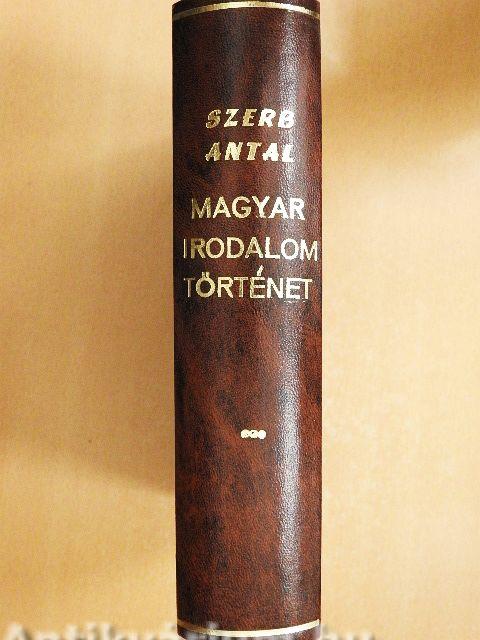 SZERB
ANTAL
MAGYAR
IRODALOM
TÖRTÉNET